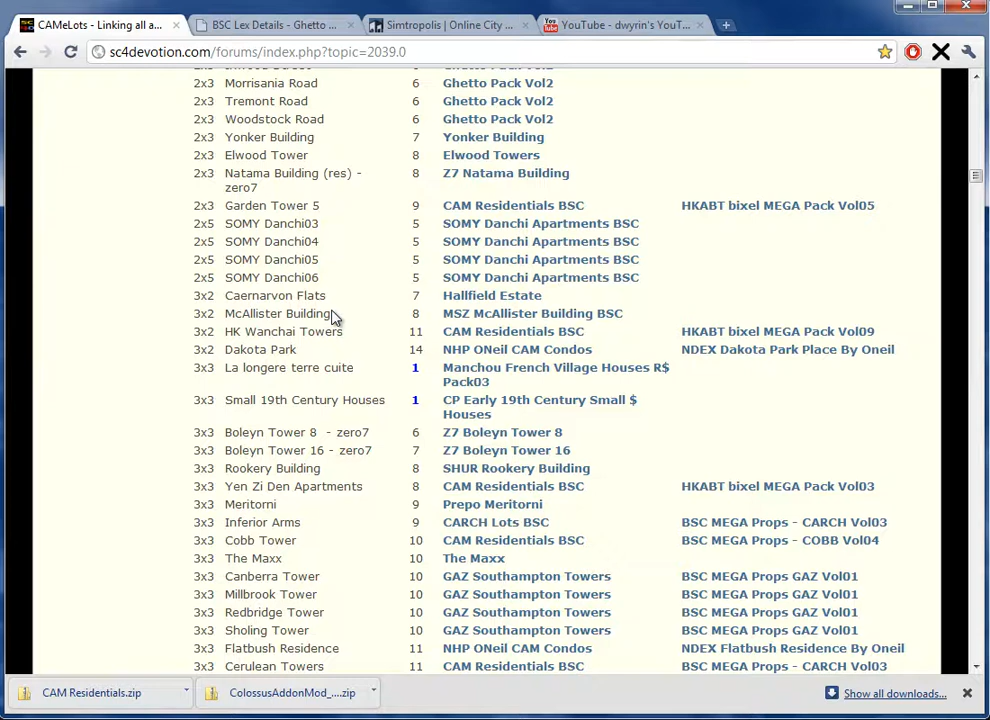 CAMeLots - Linking all a... BSC Lex Details - Ghetto ... Simtropolis | Online City ... YouTube - dwyrin's YouT...
sc4devotion.com/forums/index.php?topic=2039.0
2x3 Morrisania Road 6 Ghetto Pack Vol2
2x3 Tremont Road 6 Ghetto Pack Vol2
2x3 Woodstock Road 6 Ghetto Pack Vol2
2x3 Yonker Building 7 Yonker Building
2x3 Elwood Tower 8 Elwood Towers
2x3 Natama Building (res) - 8 Z7 Natama Building
zero7
2x3 Garden Tower 5 9 CAM Residentials BSC HKABT bixel MEGA Pack Vol05
2x5 SOMY Danchi03 5 SOMY Danchi Apartments BSC
2x5 SOMY Danchi04 5 SOMY Danchi Apartments BSC
2x5 SOMY Danchi05 5 SOMY Danchi Apartments BSC
2x5 SOMY Danchi06 5 SOMY Danchi Apartments BSC
3x2 Caernarvon Flats 7 Hallfield Estate
3x2 McAllister Building 8 MSZ McAllister Building BSC
3x2 HK Wanchai Towers 11 CAM Residentials BSC HKABT bixel MEGA Pack Vol09
3x2 Dakota Park 14 NHP ONeil CAM Condos NDEX Dakota Park Place By Oneil
3x3 La longere terre cuite 1 Manchou French Village Houses R$
Pack03
3x3 Small 19th Century Houses 1 CP Early 19th Century Small $
Houses
3x3 Boleyn Tower 8 - zero7 6 Z7 Boleyn Tower 8
3x3 Boleyn Tower 16 - zero7 7 Z7 Boleyn Tower 16
3x3 Rookery Building 8 SHUR Rookery Building
3x3 Yen Zi Den Apartments 8 CAM Residentials BSC HKABT bixel MEGA Pack Vol03
3x3 Meritorni 9 Prepo Meritorni
3x3 Inferior Arms 9 CARCH Lots BSC BSC MEGA Props - CARCH Vol03
3x3 Cobb Tower 10 CAM Residentials BSC BSC MEGA Props - COBB Vol04
3x3 The Maxx 10 The Maxx
3x3 Canberra Tower 10 GAZ Southampton Towers BSC MEGA Props GAZ Vol01
3x3 Millbrook Tower 10 GAZ Southampton Towers BSC MEGA Props GAZ Vol01
3x3 Redbridge Tower 10 GAZ Southampton Towers BSC MEGA Props GAZ Vol01
3x3 Sholing Tower 10 GAZ Southampton Towers BSC MEGA Props GAZ Vol01
3x3 Flatbush Residence 11 NHP ONeil CAM Condos NDEX Flatbush Residence By Oneil
3x3 Cerulean Towers 11 CAM Residentials BSC BSC MEGA Props - CARCH Vol03
CAM Residentials.zip ColossusAddonMod_....zip Show all downloads...